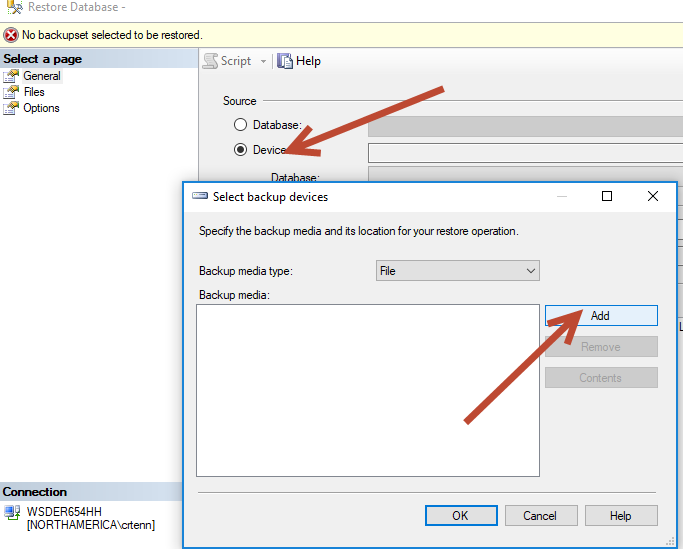 Restore Database -
No backupset selected to be restored.
Select a page
General
Files
Options
Script
Help
Source
Database:
Device
Database:
Select backup devices
Specify the backup media and its location for your restore operation.
Backup media type:
File
Backup media:
Add
Remove
Contents
OK
Cancel
Help
Connection
WSDER654HH
[NORTHAMERICA\crtenn]
L